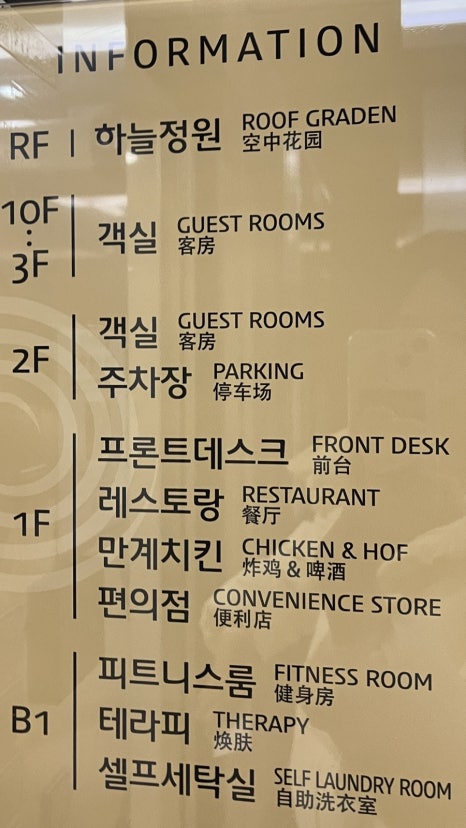 INFORMATION
RF
하늘정원
ROOF GRADEN
空中花园
10F
⋮
3F
객실
GUEST ROOMS
客房
2F
객실
GUEST ROOMS
客房
주차장
PARKING
停车场
1F
프론트데스크
FRONT DESK
前台
레스토랑
RESTAURANT
餐厅
만계치킨
CHICKEN & HOF
炸鸡 & 啤酒
편의점
CONVENIENCE STORE
便利店
B1
피트니스룸
FITNESS ROOM
健身房
테라피
THERAPY
焕肤
셀프세탁실
SELF LAUNDRY ROOM
自助洗衣室